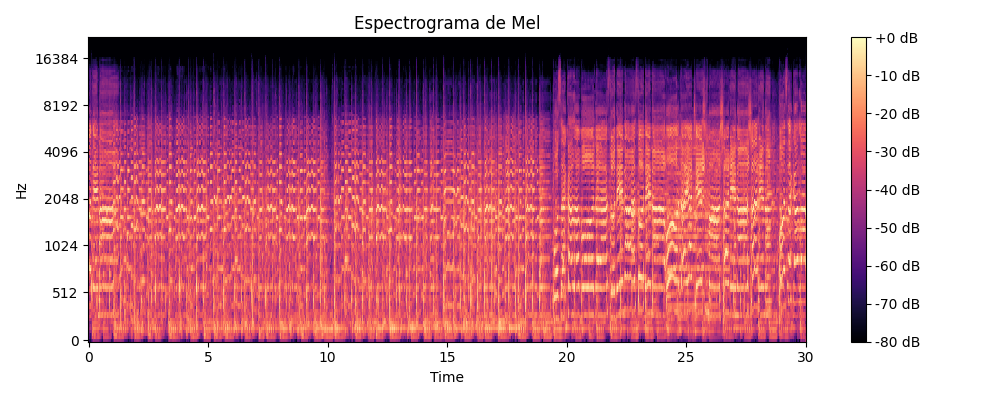 Espectrograma de Mel
Hz
16384
8192
4096
2048
1024
512
0
0 5 10 15 20 25 30
Time
+0 dB
-10 dB
-20 dB
-30 dB
-40 dB
-50 dB
-60 dB
-70 dB
-80 dB